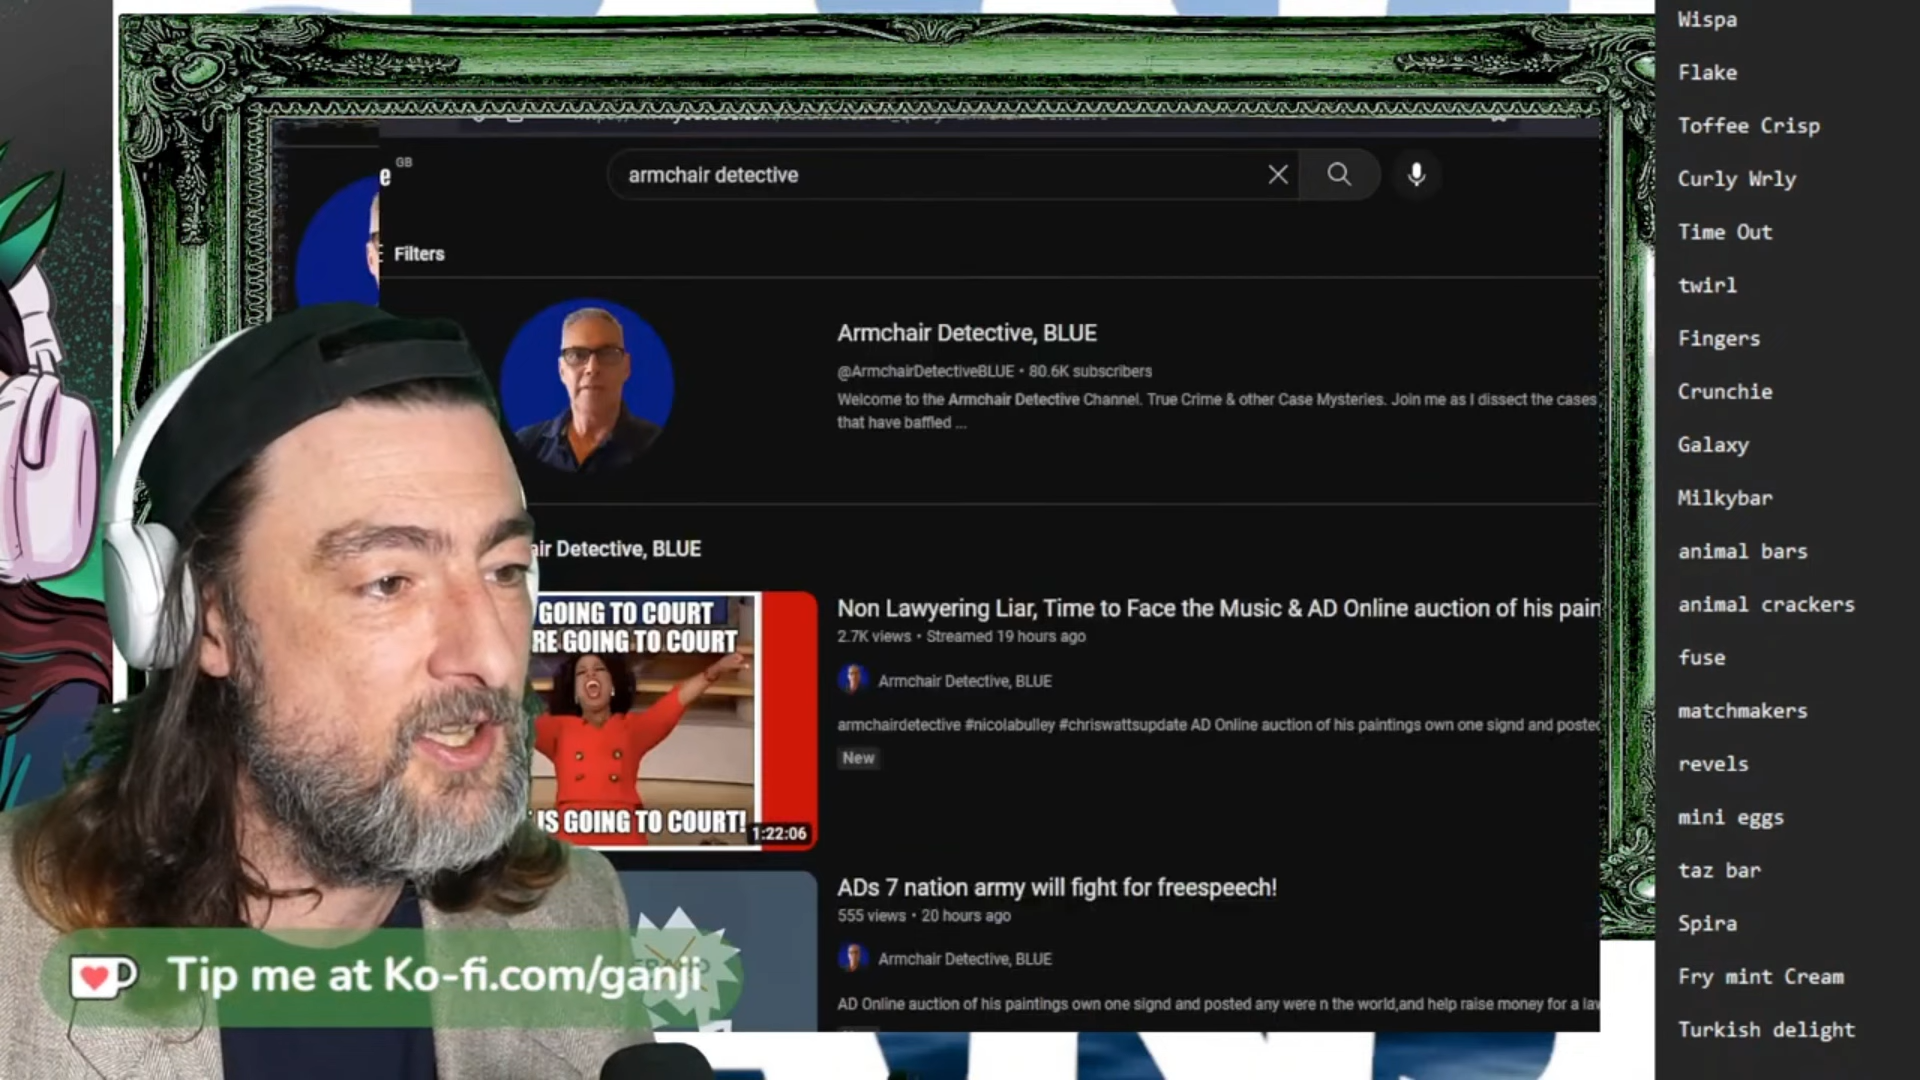 GB
e
armchair detective
Filters
Armchair Detective, BLUE
@ArmchairDetectiveBLUE • 80.6K subscribers
Welcome to the Armchair Detective Channel. True Crime & other Case Mysteries. Join me as I dissect the cases
that have baffled ...
air Detective, BLUE
GOING TO COURT
RE GOING TO COURT
IS GOING TO COURT!
1:22:06
Non Lawyering Liar, Time to Face the Music & AD Online auction of his pain
2.7K views • Streamed 19 hours ago
Armchair Detective, BLUE
armchairdetective #nicolabulley #chriswattsupdate AD Online auction of his paintings own one signd and posted
New
ADs 7 nation army will fight for freespeech!
555 views • 20 hours ago
Armchair Detective, BLUE
AD Online auction of his paintings own one signd and posted any were n the world,and help raise money for a law
Tip me at Ko-fi.com/ganji
Wispa
Flake
Toffee Crisp
Curly Wrly
Time Out
twirl
Fingers
Crunchie
Galaxy
Milkybar
animal bars
animal crackers
fuse
matchmakers
revels
mini eggs
taz bar
Spira
Fry mint Cream
Turkish delight